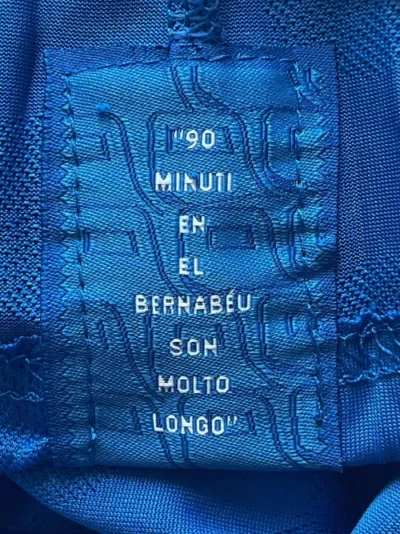 "90
MINUTI
EN
EL
BERNABÉU
SON
MOLTO
LONGO"